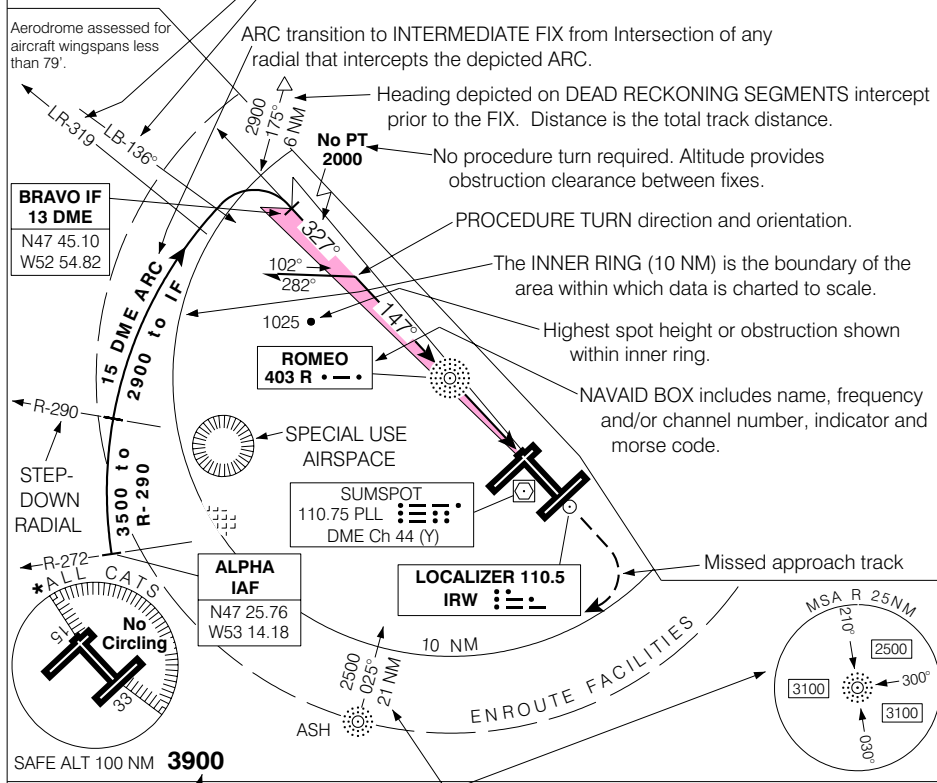 Aerodrome assessed for
aircraft wingspans less
than 79'.
ARC transition to INTERMEDIATE FIX from Intersection of any
radial that intercepts the depicted ARC.
LR-319
LB-136°
2900
175°
6 NM
Heading depicted on DEAD RECKONING SEGMENTS intercept
prior to the FIX. Distance is the total track distance.
No PT
2000
No procedure turn required. Altitude provides
obstruction clearance between fixes.
BRAVO IF
13 DME
N47 45.10
W52 54.82
327°
PROCEDURE TURN direction and orientation.
102°
282°
The INNER RING (10 NM) is the boundary of the
area within which data is charted to scale.
15 DME ARC
2900 to IF
147°
1025
Highest spot height or obstruction shown
within inner ring.
ROMEO
403 R
NAVAID BOX includes name, frequency
and/or channel number, indicator and
morse code.
R-290
SPECIAL USE
AIRSPACE
STEP-
DOWN
RADIAL
3500 to
R-290
SUMSPOT
110.75 PLL
DME Ch 44 (Y)
R-272
ALPHA
IAF
N47 25.76
W53 14.18
LOCALIZER 110.5
IRW
Missed approach track
*ALL CATS
No
Circling
15
33
10 NM
2500
025°
21 NM
ASH
ENROUTE FACILITIES
MSA R 25NM
210°
2500
300°
3100
3100
030°
SAFE ALT 100 NM 3900